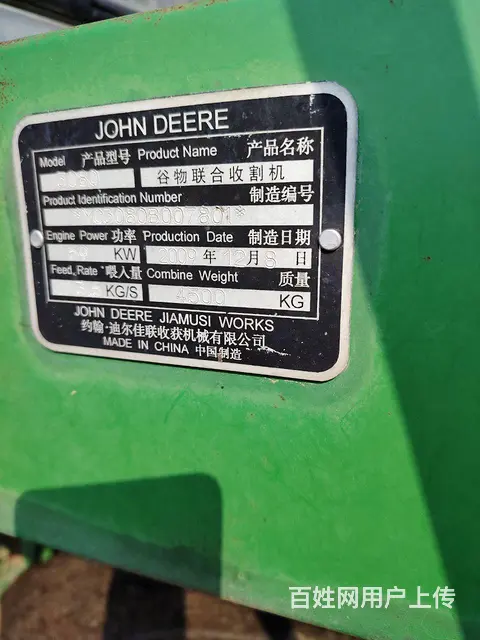 JOHN DEERE
Model 产品型号 Product Name 产品名称
谷物联合收割机
Product Identification Number 制造编号
Engine Power 功率 Production Date 制造日期
KW 2009 年 12 月 8 日
Feed, Rate 喂入量 Combine Weight 质量
KG/S 4500 KG
JOHN DEERE JIAMUSI WORKS
约翰·迪尔佳联收获机械有限公司
MADE IN CHINA 中国制造
百姓网用户上传